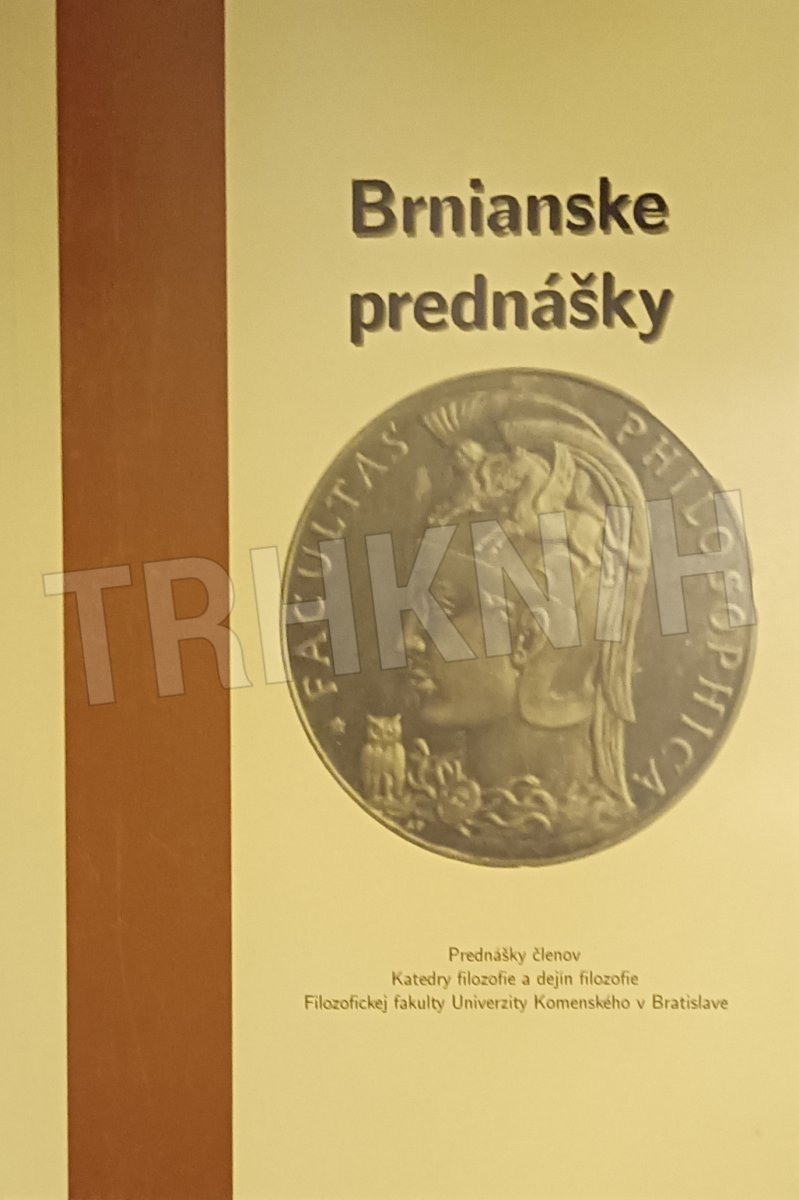 Brnianske
prednášky
FACULTAS PHILOSOPHICA
TRHKNIH
Prednášky členov
Katedry filozofie a dejín filozofie
Filozofickej fakulty Univerzity Komenského v Bratislave